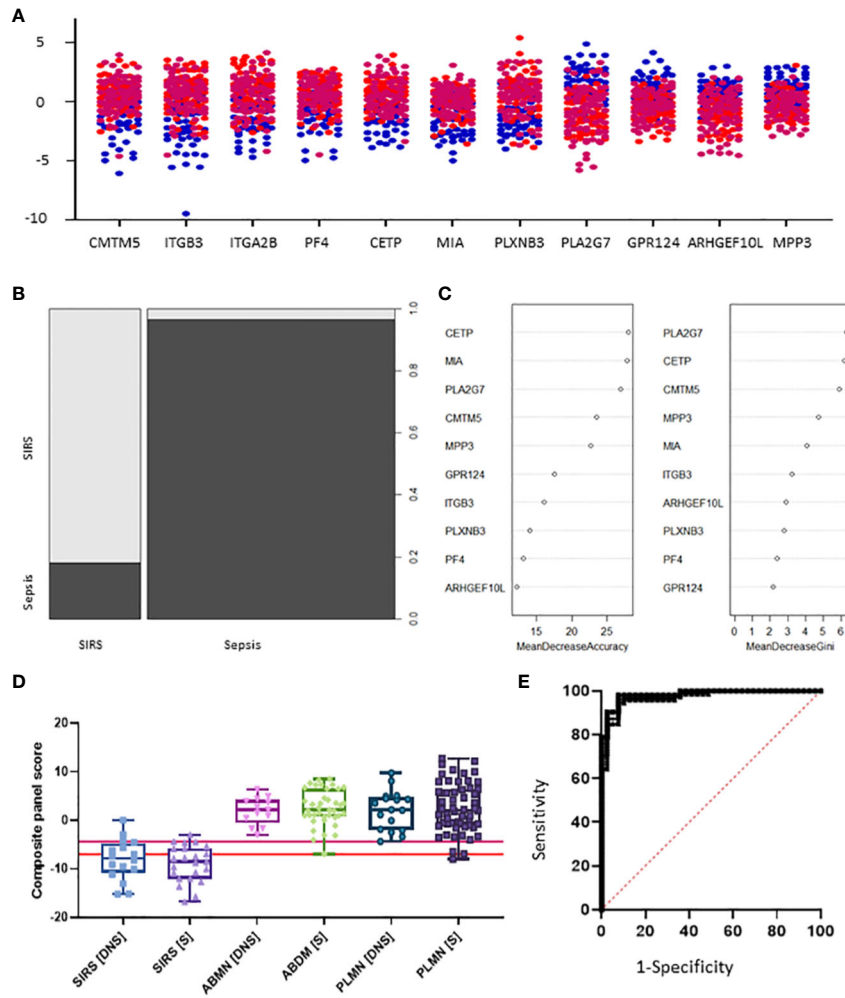 A
5
0
-5
-10
CMTM5 ITGB3 ITGA2B PF4 CETP MIA PLXNB3 PLA2G7 GPR124 ARHGEF10L MPP3
B
SIRS
Sepsis
1.0
0.8
0.6
0.4
0.2
0.0
SIRS Sepsis
C
CETP
MIA
PLA2G7
CMTM5
MPP3
GPR124
ITGB3
PLXNB3
PF4
ARHGEF10L
15 20 25
MeanDecreaseAccuracy
PLA2G7
CETP
CMTM5
MPP3
MIA
ITGB3
ARHGEF10L
PLXNB3
PF4
GPR124
0 1 2 3 4 5 6
MeanDecreaseGini
D
Composite panel score
20
10
0
-10
-20
SIRS [DNS]
SIRS [S]
ABMN [DNS]
ABDM [S]
PLMN [DNS]
PLMN [S]
E
Sensitivity
100
80
60
40
20
0
0 20 40 60 80 100
1-Specificity